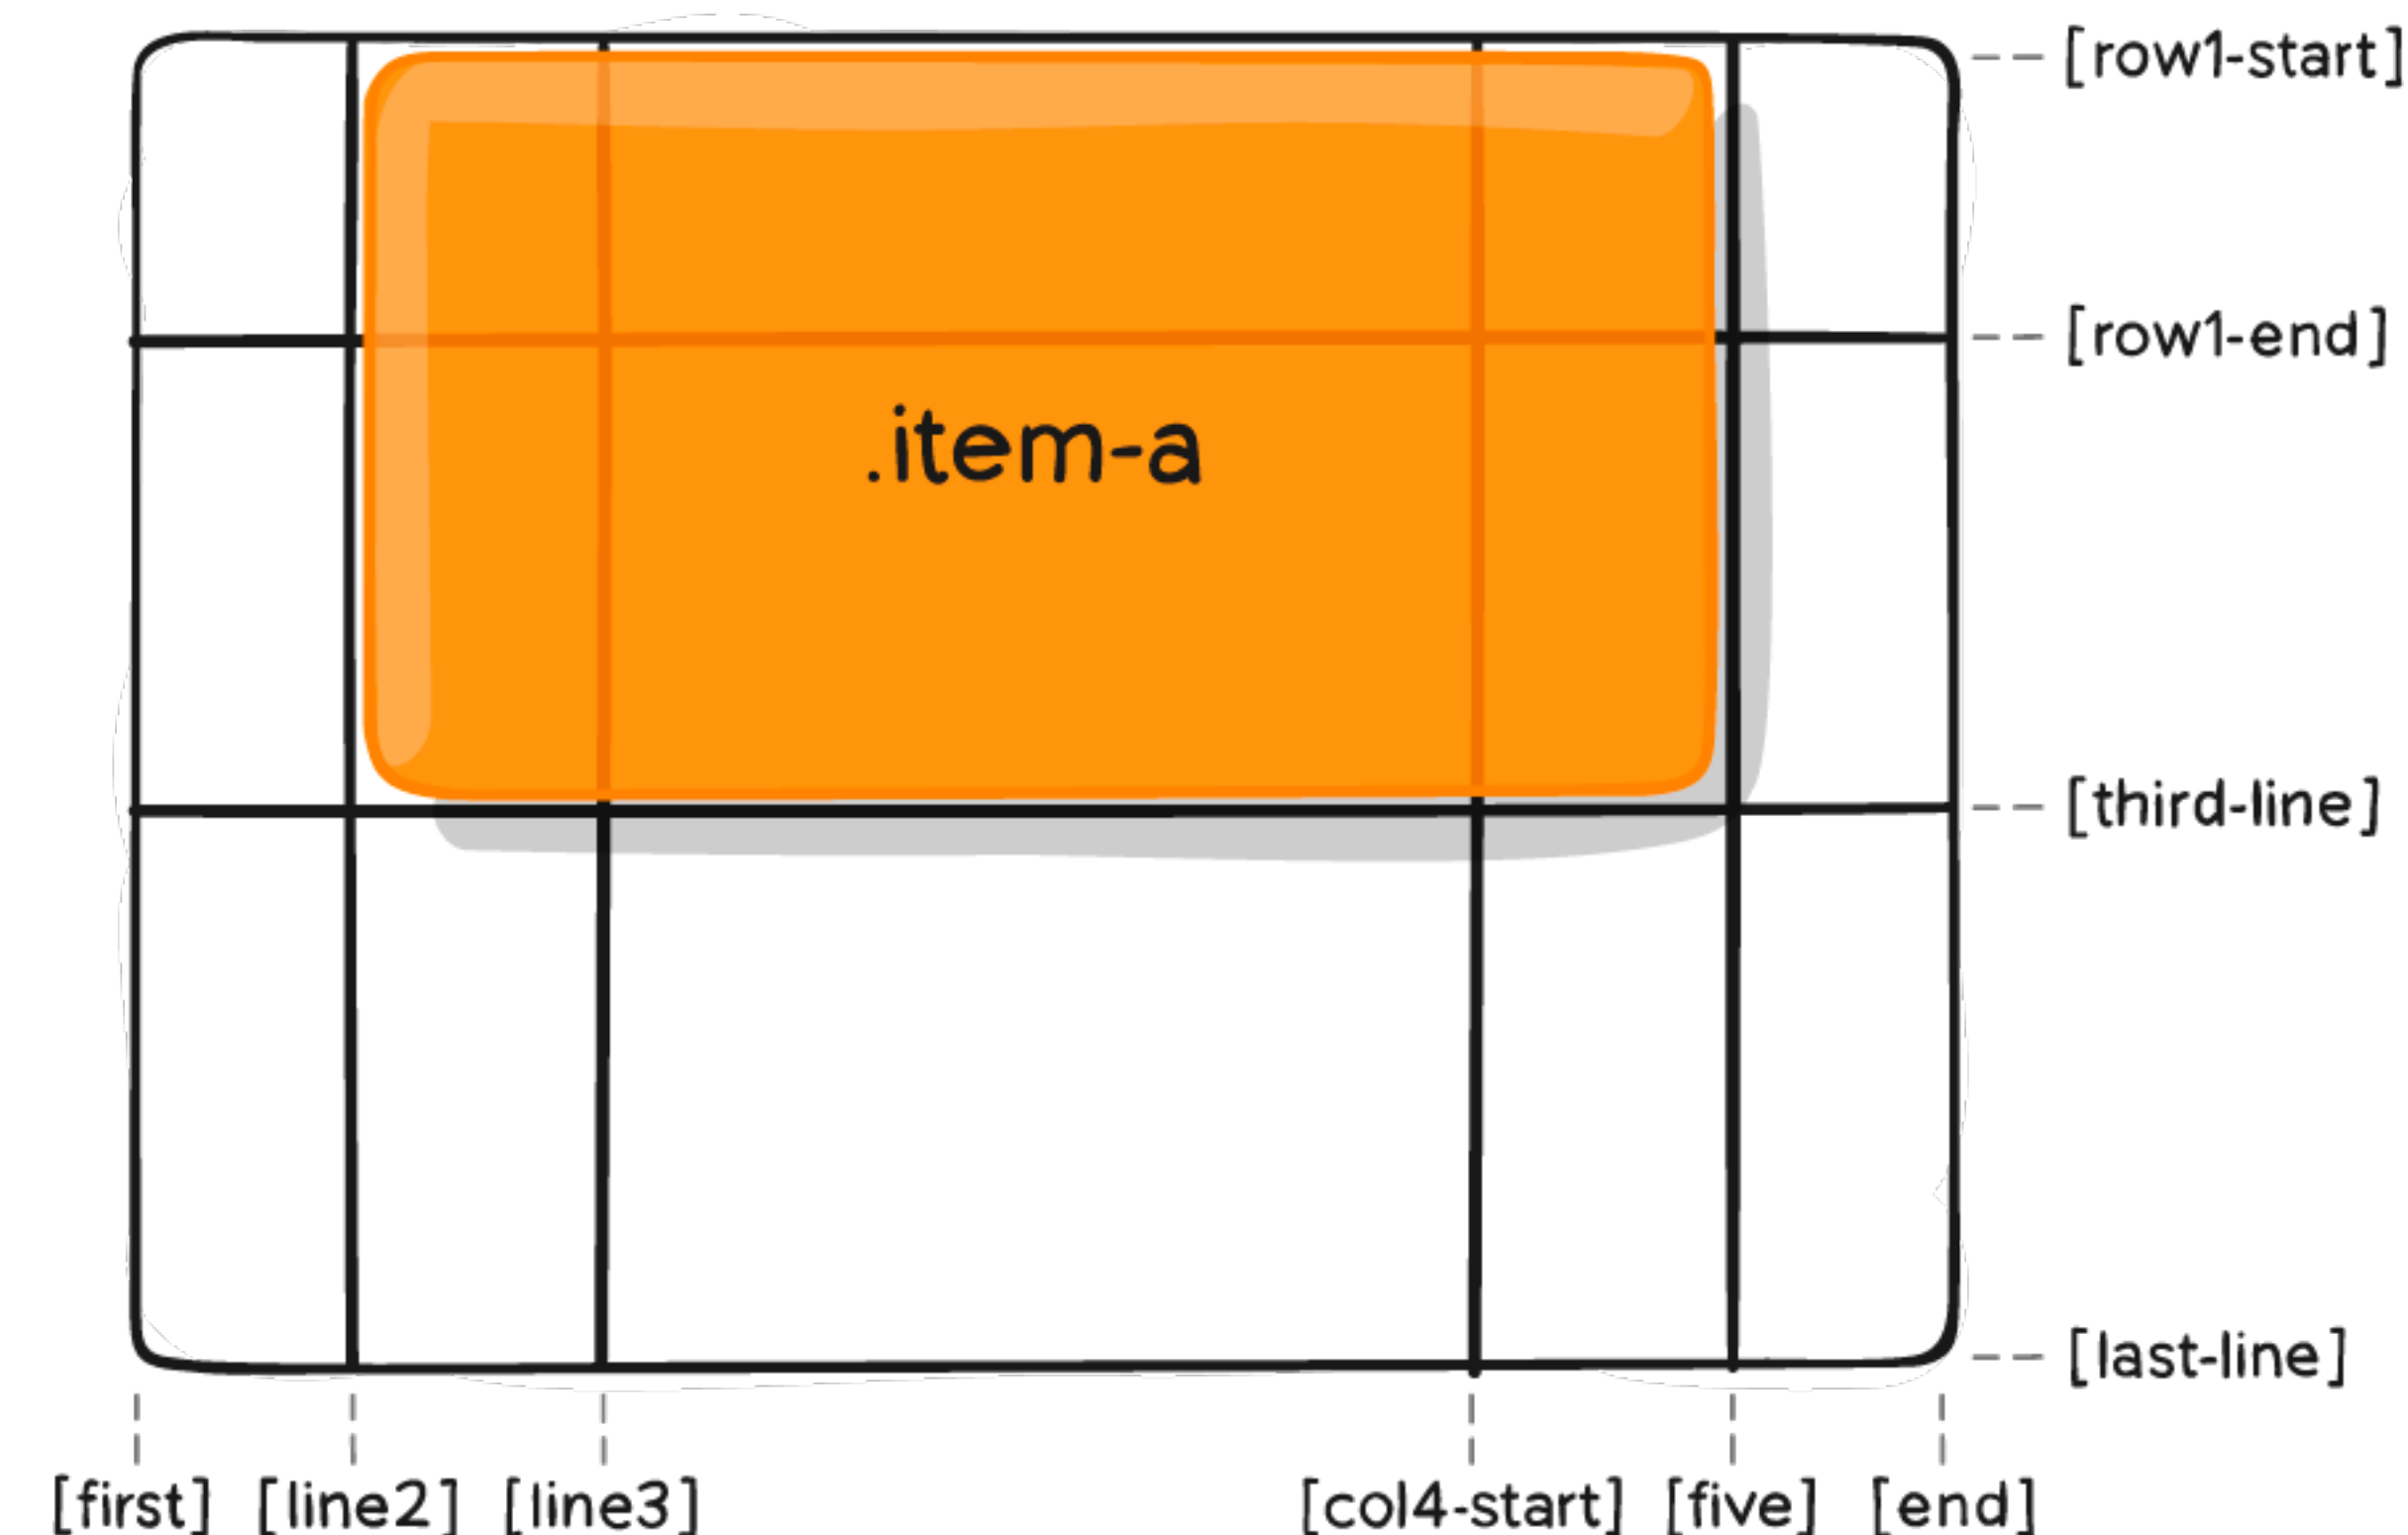 [row1-start]
[row1-end]
.item-a
[third-line]
[last-line]
[first] [line2] [line3] [col4-start] [five] [end]